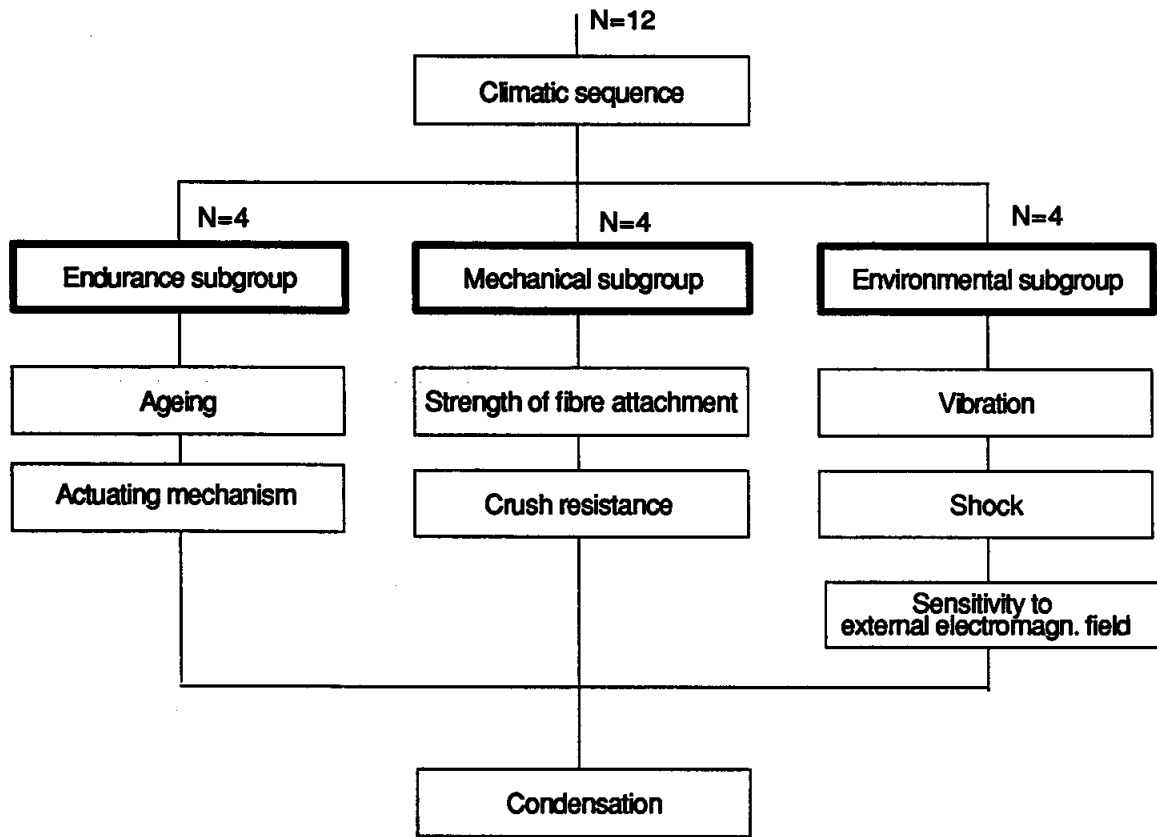 N=12
Climatic sequence
N=4
N=4
N=4
Endurance subgroup
Mechanical subgroup
Environmental subgroup
Ageing
Strength of fibre attachment
Vibration
Actuating mechanism
Crush resistance
Shock
Sensitivity to
external electromagn. field
Condensation